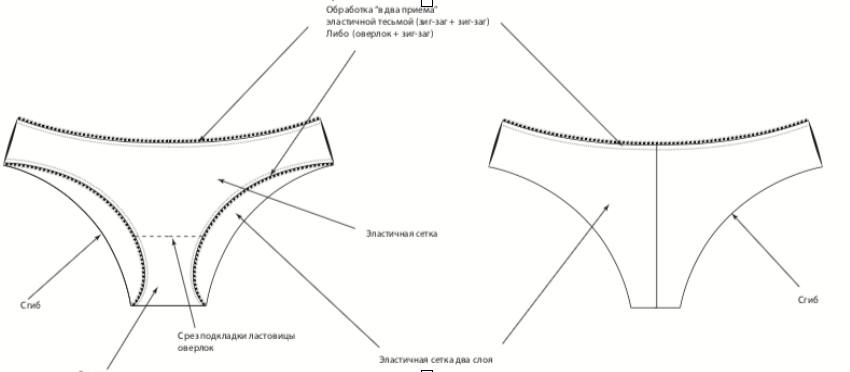 Обработка "в два приема"
эластичной тесьмой (зиг-заг + зиг-заг)
Либо (оверлок + зиг-заг)
Эластичная сетка
Сгиб
Сгиб
Срез подкладки ластовицы
оверлок
Эластичная сетка два слоя